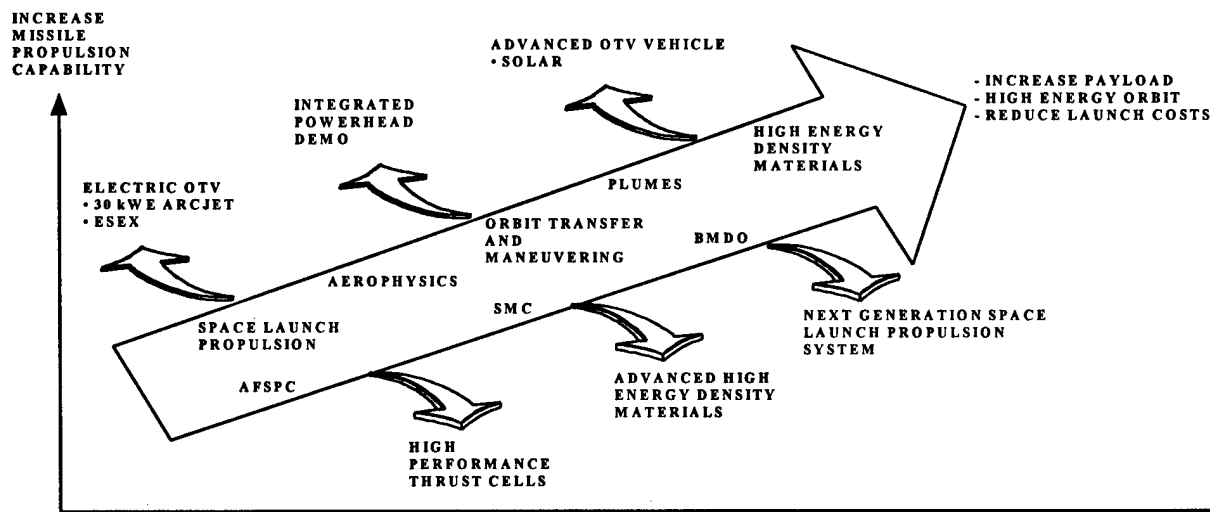 INCREASE
MISSILE
PROPULSION
CAPABILITY
ADVANCED OTV VEHICLE
• SOLAR
- INCREASE PAYLOAD
- HIGH ENERGY ORBIT
- REDUCE LAUNCH COSTS
INTEGRATED
POWERHEAD
DEMO
HIGH ENERGY
DENSITY
MATERIALS
ELECTRIC OTV
• 30 kWE ARCJET
• ESEX
PLUMES
ORBIT TRANSFER
AND
MANEUVERING
BMDO
AEROPHYSICS
SMC
NEXT GENERATION SPACE
LAUNCH PROPULSION
SYSTEM
SPACE LAUNCH
PROPULSION
AFSPC
ADVANCED HIGH
ENERGY DENSITY
MATERIALS
HIGH
PERFORMANCE
THRUST CELLS